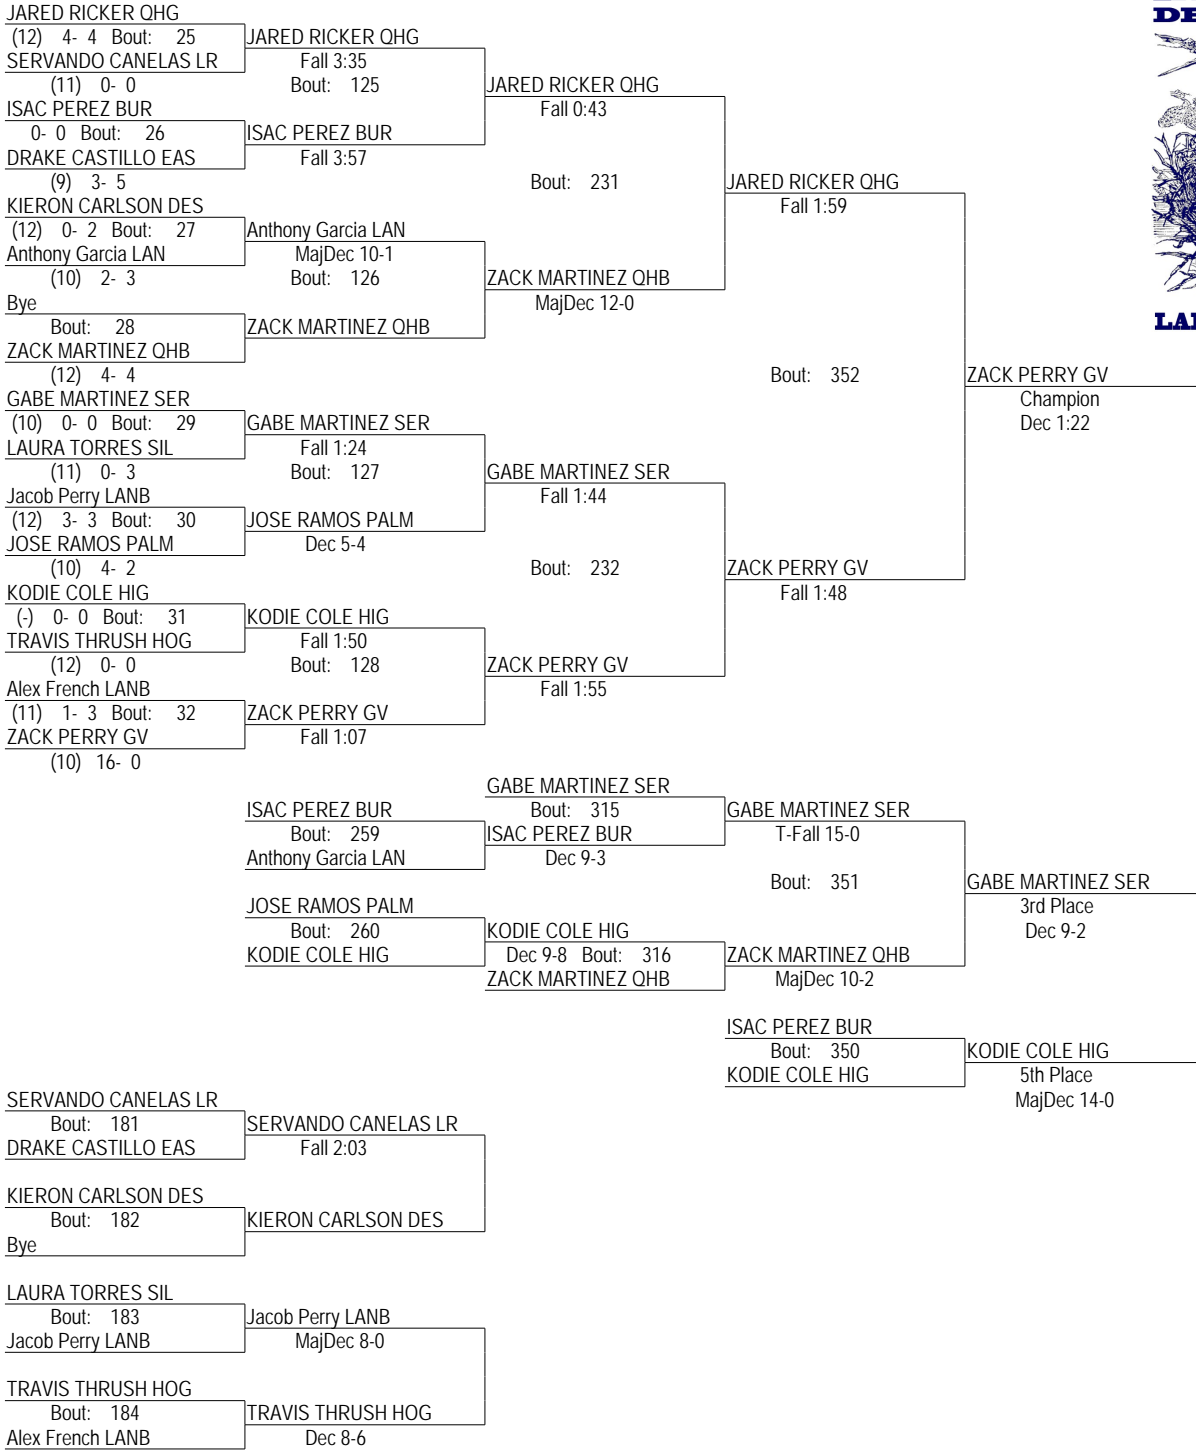 JARED RICKER QHG
(12) 4- 4 Bout: 25
SERVANDO CANELAS LR
(11) 0- 0
ISAC PEREZ BUR
0- 0 Bout: 26
DRAKE CASTILLO EAS
(9) 3- 5
KIERON CARLSON DES
(12) 0- 2 Bout: 27
Anthony Garcia LAN
(10) 2- 3
Bye
Bout: 28
ZACK MARTINEZ QHB
(12) 4- 4
GABE MARTINEZ SER
(10) 0- 0 Bout: 29
LAURA TORRES SIL
(11) 0- 3
Jacob Perry LANB
(12) 3- 3 Bout: 30
JOSE RAMOS PALM
(10) 4- 2
KODIE COLE HIG
(-) 0- 0 Bout: 31
TRAVIS THRUSH HOG
(12) 0- 0
Alex French LANB
(11) 1- 3 Bout: 32
ZACK PERRY GV
(10) 16- 0
JARED RICKER QHG
Fall 3:35
Bout: 125
ISAC PEREZ BUR
Fall 3:57
Anthony Garcia LAN
MajDec 10-1
Bout: 126
ZACK MARTINEZ QHB
GABE MARTINEZ SER
Fall 1:24
Bout: 127
JOSE RAMOS PALM
Dec 5-4
KODIE COLE HIG
Fall 1:50
Bout: 128
ZACK PERRY GV
Fall 1:07
JARED RICKER QHG
Fall 0:43
Bout: 231
ZACK MARTINEZ QHB
MajDec 12-0
GABE MARTINEZ SER
Fall 1:44
Bout: 232
ZACK PERRY GV
Fall 1:55
JARED RICKER QHG
Fall 1:59
Bout: 352
ZACK PERRY GV
Fall 1:48
ZACK PERRY GV
Champion
Dec 1:22
ISAC PEREZ BUR
Bout: 259
Anthony Garcia LAN
JOSE RAMOS PALM
Bout: 260
KODIE COLE HIG
GABE MARTINEZ SER
Bout: 315
ISAC PEREZ BUR
Dec 9-3
KODIE COLE HIG
Dec 9-8 Bout: 316
ZACK MARTINEZ QHB
GABE MARTINEZ SER
T-Fall 15-0
Bout: 351
ZACK MARTINEZ QHB
MajDec 10-2
GABE MARTINEZ SER
3rd Place
Dec 9-2
ISAC PEREZ BUR
Bout: 350
KODIE COLE HIG
KODIE COLE HIG
5th Place
MajDec 14-0
SERVANDO CANELAS LR
Bout: 181
DRAKE CASTILLO EAS
SERVANDO CANELAS LR
Fall 2:03
KIERON CARLSON DES
Bout: 182
Bye
KIERON CARLSON DES
LAURA TORRES SIL
Bout: 183
Jacob Perry LANB
Jacob Perry LANB
MajDec 8-0
TRAVIS THRUSH HOG
Bout: 184
Alex French LANB
TRAVIS THRUSH HOG
Dec 8-6